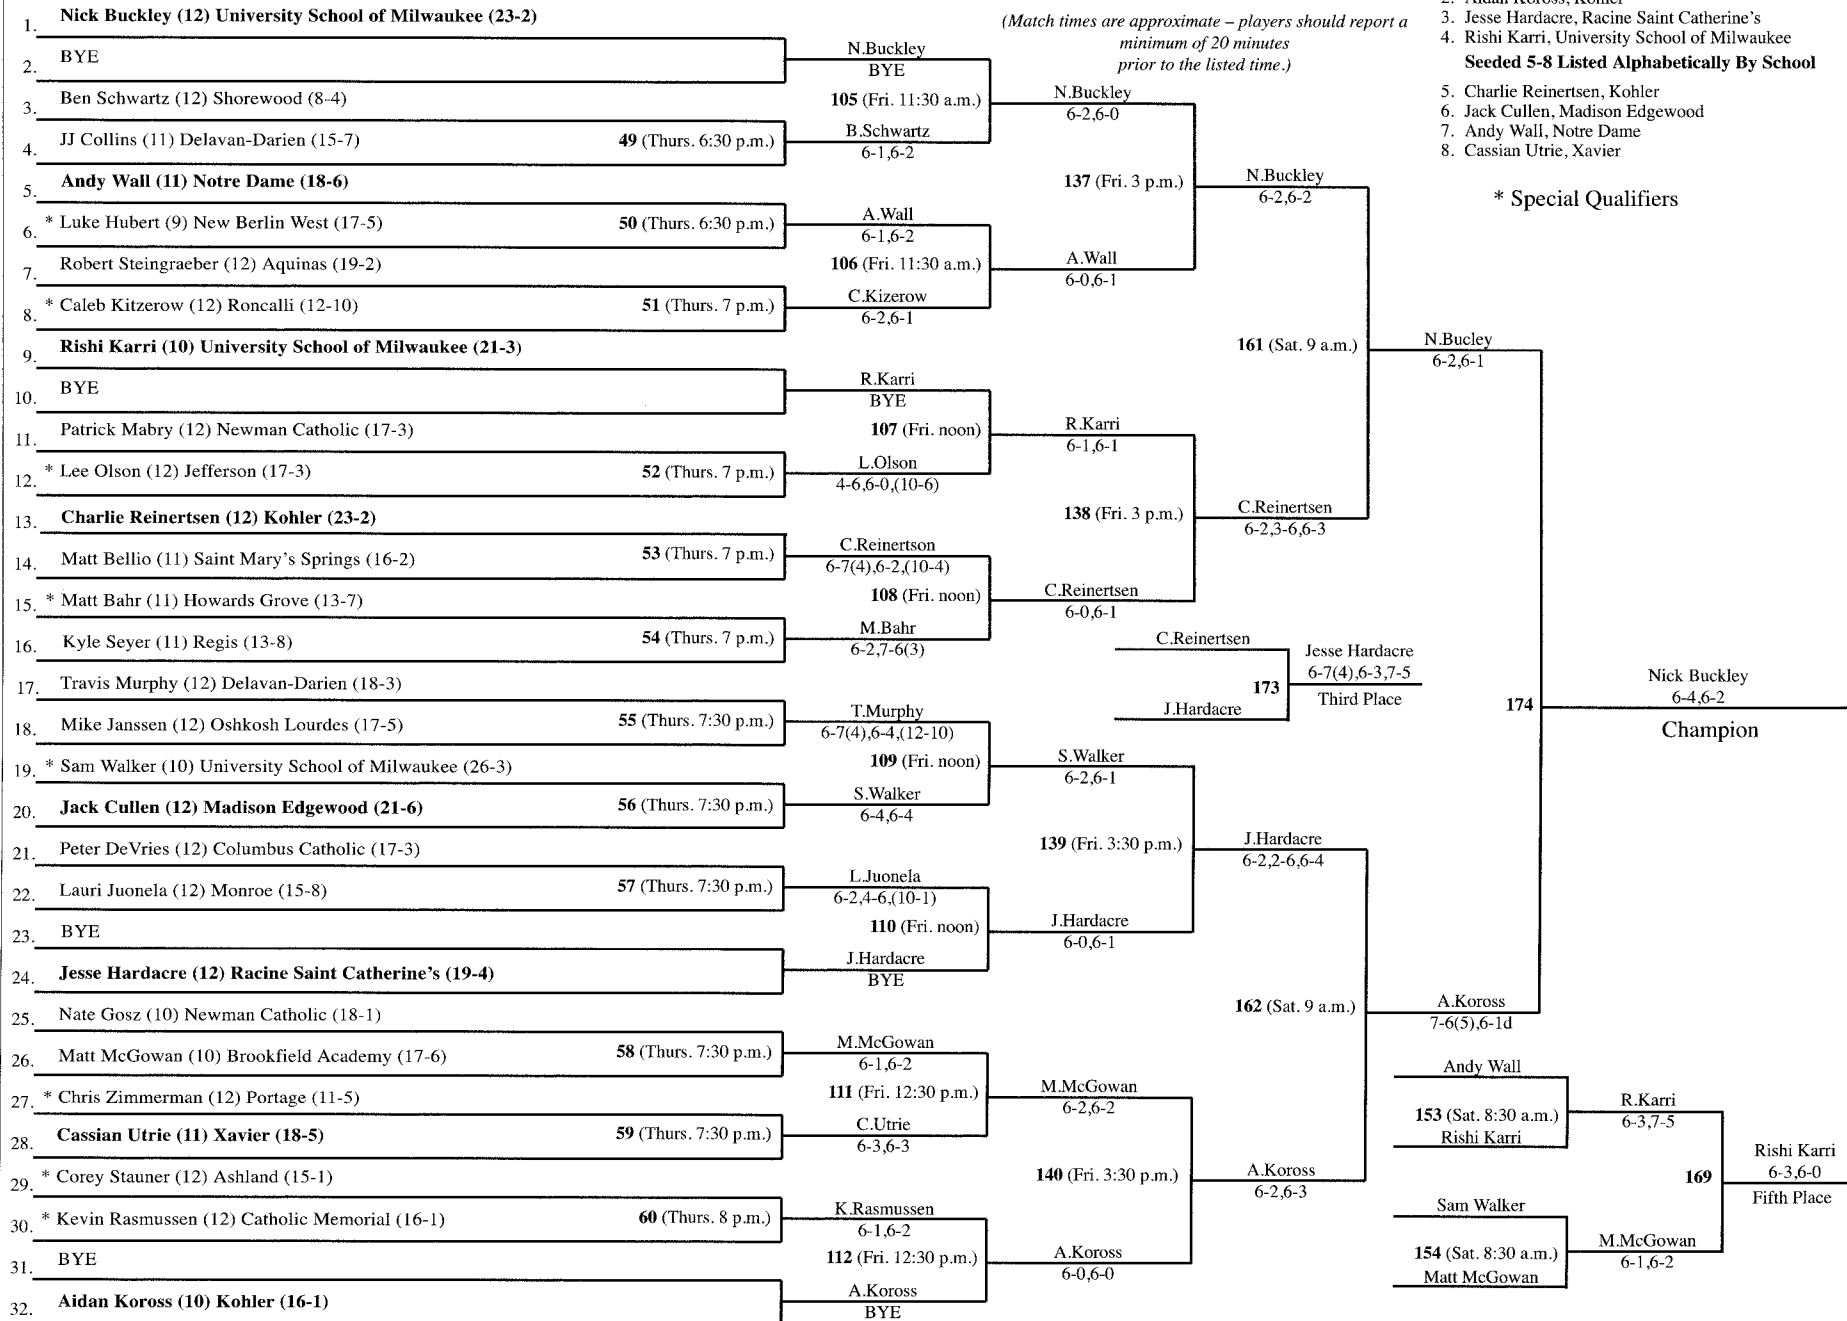 1. Nick Buckley (12) University School of Milwaukee (23-2)
2. BYE
3. Ben Schwartz (12) Shorewood (8-4)
4. JJ Collins (11) Delavan-Darien (15-7)
5. Andy Wall (11) Notre Dame (18-6)
6. * Luke Hubert (9) New Berlin West (17-5)
7. Robert Steingraeber (12) Aquinas (19-2)
8. * Caleb Kitzerow (12) Roncalli (12-10)
9. Rishi Karri (10) University School of Milwaukee (21-3)
10. BYE
11. Patrick Mabry (12) Newman Catholic (17-3)
12. * Lee Olson (12) Jefferson (17-3)
13. Charlie Reinertsen (12) Kohler (23-2)
14. Matt Bellio (11) Saint Mary's Springs (16-2)
15. * Matt Bahr (11) Howards Grove (13-7)
16. Kyle Seyer (11) Regis (13-8)
17. Travis Murphy (12) Delavan-Darien (18-3)
18. Mike Janssen (12) Oshkosh Lourdes (17-5)
19. * Sam Walker (10) University School of Milwaukee (26-3)
20. Jack Cullen (12) Madison Edgewood (21-6)
21. Peter DeVries (12) Columbus Catholic (17-3)
22. Lauri Juonela (12) Monroe (15-8)
23. BYE
24. Jesse Hardacre (12) Racine Saint Catherine's (19-4)
25. Nate Gosz (10) Newman Catholic (18-1)
26. Matt McGowan (10) Brookfield Academy (17-6)
27. * Chris Zimmerman (12) Portage (11-5)
28. Cassian Utrie (11) Xavier (18-5)
29. * Corey Stauner (12) Ashland (15-1)
30. * Kevin Rasmussen (12) Catholic Memorial (16-1)
31. BYE
32. Aidan Koross (10) Kohler (16-1)
49 (Thurs. 6:30 p.m.)
50 (Thurs. 6:30 p.m.)
51 (Thurs. 7 p.m.)
52 (Thurs. 7 p.m.)
53 (Thurs. 7 p.m.)
54 (Thurs. 7 p.m.)
55 (Thurs. 7:30 p.m.)
56 (Thurs. 7:30 p.m.)
57 (Thurs. 7:30 p.m.)
58 (Thurs. 7:30 p.m.)
59 (Thurs. 7:30 p.m.)
60 (Thurs. 8 p.m.)
N.Buckley
BYE
105 (Fri. 11:30 a.m.)
B.Schwartz
6-1,6-2
A.Wall
6-1,6-2
106 (Fri. 11:30 a.m.)
C.Kizerow
6-2,6-1
R.Karri
BYE
107 (Fri. noon)
L.Olson
4-6,6-0,(10-6)
C.Reinertson
6-7(4),6-2,(10-4)
108 (Fri. noon)
M.Bahr
6-2,7-6(3)
T.Murphy
6-7(4),6-4,(12-10)
109 (Fri. noon)
S.Walker
6-4,6-4
L.Juonela
6-2,4-6,(10-1)
110 (Fri. noon)
J.Hardacre
BYE
M.McGowan
6-1,6-2
111 (Fri. 12:30 p.m.)
C.Utrie
6-3,6-3
K.Rasmussen
6-1,6-2
112 (Fri. 12:30 p.m.)
A.Koross
BYE
(Match times are approximate – players should report a
minimum of 20 minutes
prior to the listed time.)
N.Buckley
6-2,6-0
137 (Fri. 3 p.m.)
A.Wall
6-0,6-1
R.Karri
6-1,6-1
138 (Fri. 3 p.m.)
C.Reinertsen
6-0,6-1
S.Walker
6-2,6-1
139 (Fri. 3:30 p.m.)
J.Hardacre
6-0,6-1
M.McGowan
6-2,6-2
140 (Fri. 3:30 p.m.)
A.Koross
6-0,6-0
N.Buckley
6-2,6-2
161 (Sat. 9 a.m.)
C.Reinertsen
6-2,3-6,6-3
J.Hardacre
6-2,2-6,6-4
162 (Sat. 9 a.m.)
A.Koross
6-2,6-3
N.Bucley
6-2,6-1
174
A.Koross
7-6(5),6-1d
Nick Buckley
6-4,6-2
Champion
C.Reinertsen
173
J.Hardacre
Jesse Hardacre
6-7(4),6-3,7-5
Third Place
Andy Wall
153 (Sat. 8:30 a.m.)
Rishi Karri
R.Karri
6-3,7-5
Sam Walker
154 (Sat. 8:30 a.m.)
Matt McGowan
M.McGowan
6-1,6-2
169
Rishi Karri
6-3,6-0
Fifth Place
2. Aidan Koross, Kohler
3. Jesse Hardacre, Racine Saint Catherine's
4. Rishi Karri, University School of Milwaukee
Seeded 5-8 Listed Alphabetically By School
5. Charlie Reinertsen, Kohler
6. Jack Cullen, Madison Edgewood
7. Andy Wall, Notre Dame
8. Cassian Utrie, Xavier
* Special Qualifiers